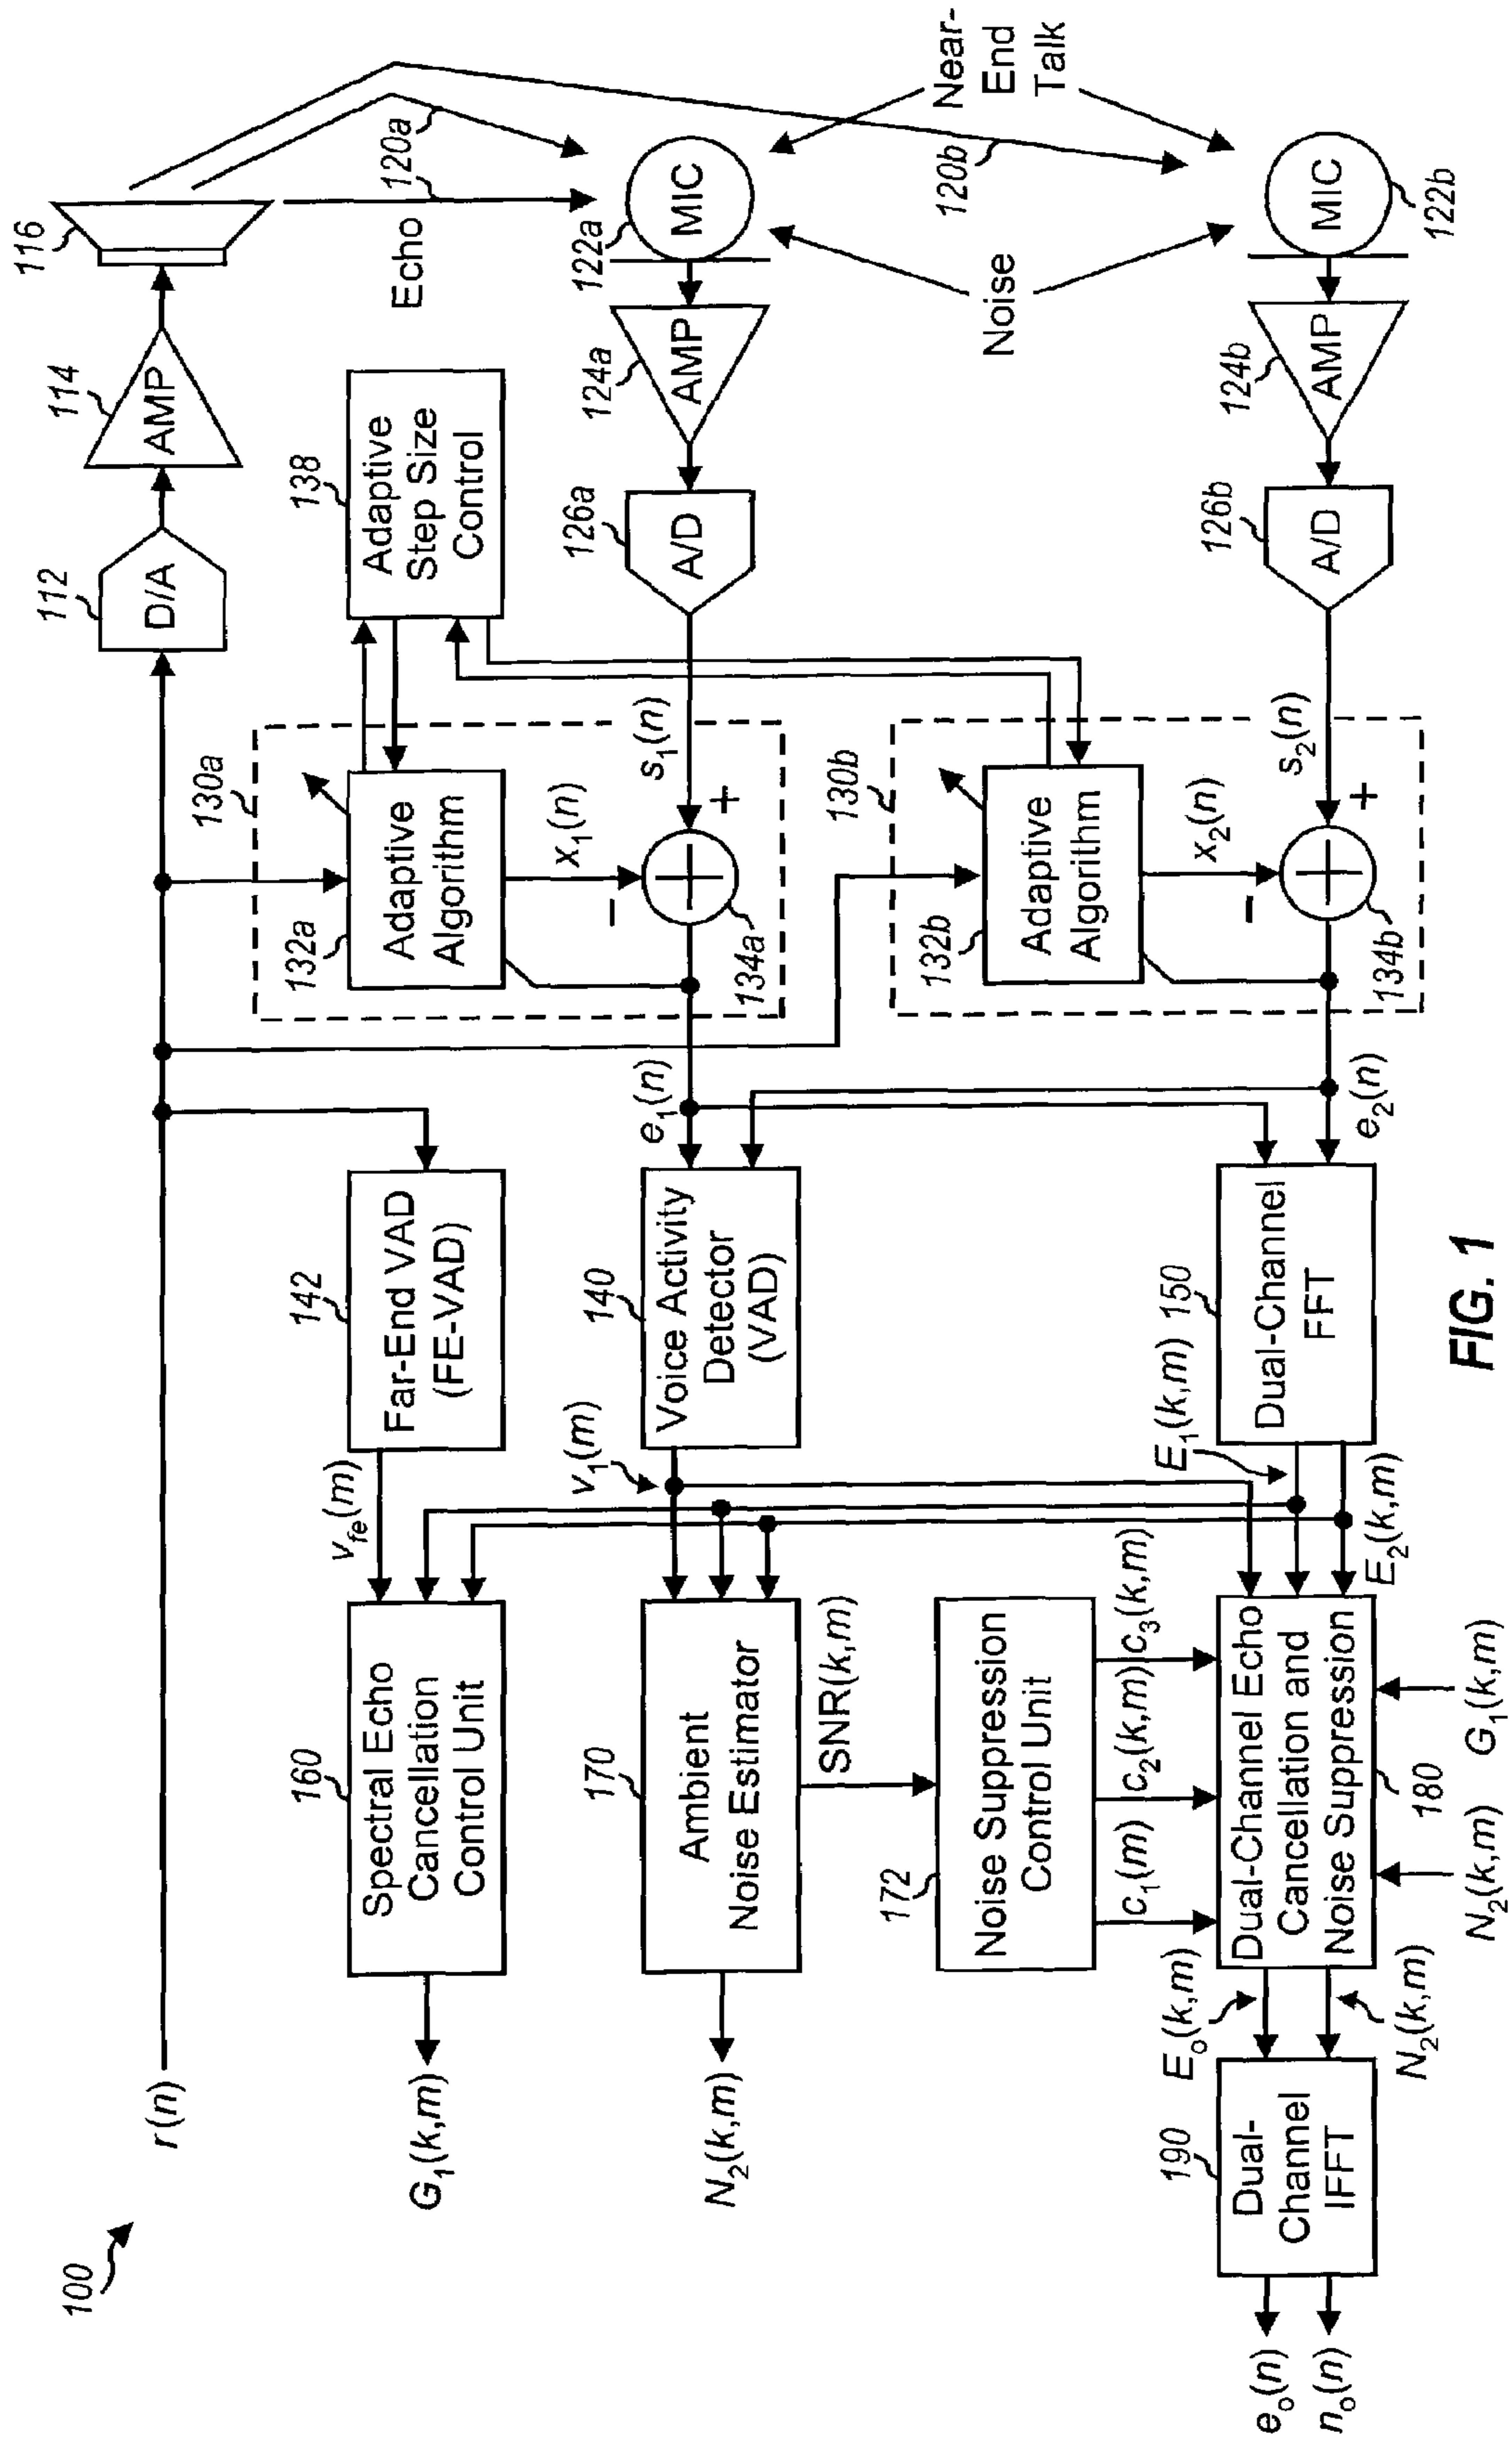 100
r(n)
112
D/A
114
AMP
116
G₁(k,m)
160
Spectral Echo
Cancellation
Control Unit
v_fe(m)
142
Far-End VAD
(FE-VAD)
130a
132a
Adaptive
Algorithm
138
Adaptive
Step Size
Control
Echo
120a
N₂(k,m)
170
Ambient
Noise Estimator
SNR(k,m)
v₁(m)
140
Voice Activity
Detector
(VAD)
e₁(n)
x₁(n)
−
+
134a
s₁(n)
126a
A/D
124a
AMP
122a
MIC
172
Noise Suppression
Control Unit
c₁(m)
c₂(k,m)
c₃(k,m)
130b
132b
Adaptive
Algorithm
Noise
120b
Near-
End
Talk
eₒ(n)
nₒ(n)
190
Dual-
Channel
IFFT
Eₒ(k,m)
N₂(k,m)
Dual-Channel Echo
Cancellation and
Noise Suppression
180
N₂(k,m)
G₁(k,m)
E₁(k,m)
E₂(k,m)
150
Dual-Channel
FFT
e₂(n)
x₂(n)
−
+
134b
s₂(n)
126b
A/D
124b
AMP
MIC
122b
FIG. 1